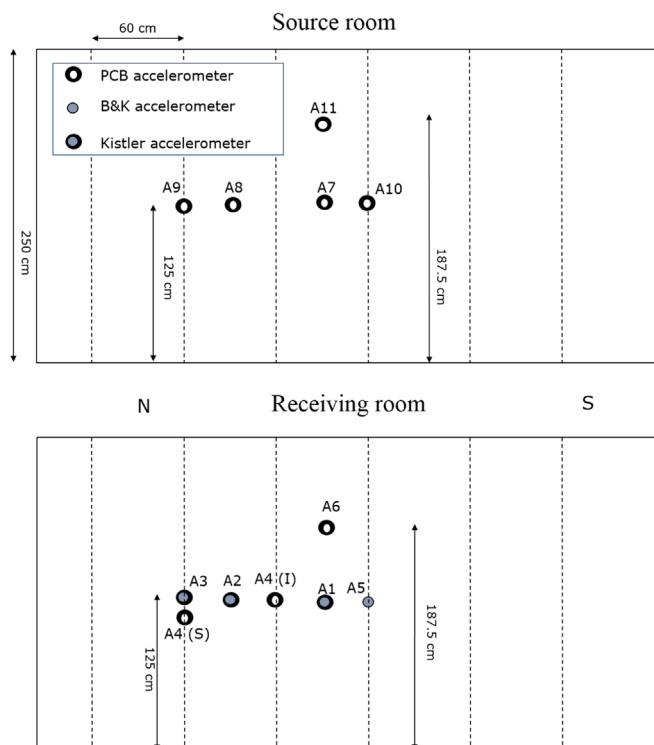 Source room
60 cm
PCB accelerometer
B&K accelerometer
Kistler accelerometer
A11
A9
A8
A7
A10
250 cm
125 cm
187.5 cm
N
Receiving room
S
A6
A3
A2
A4 (I)
A1
A5
A4 (S)
125 cm
187.5 cm